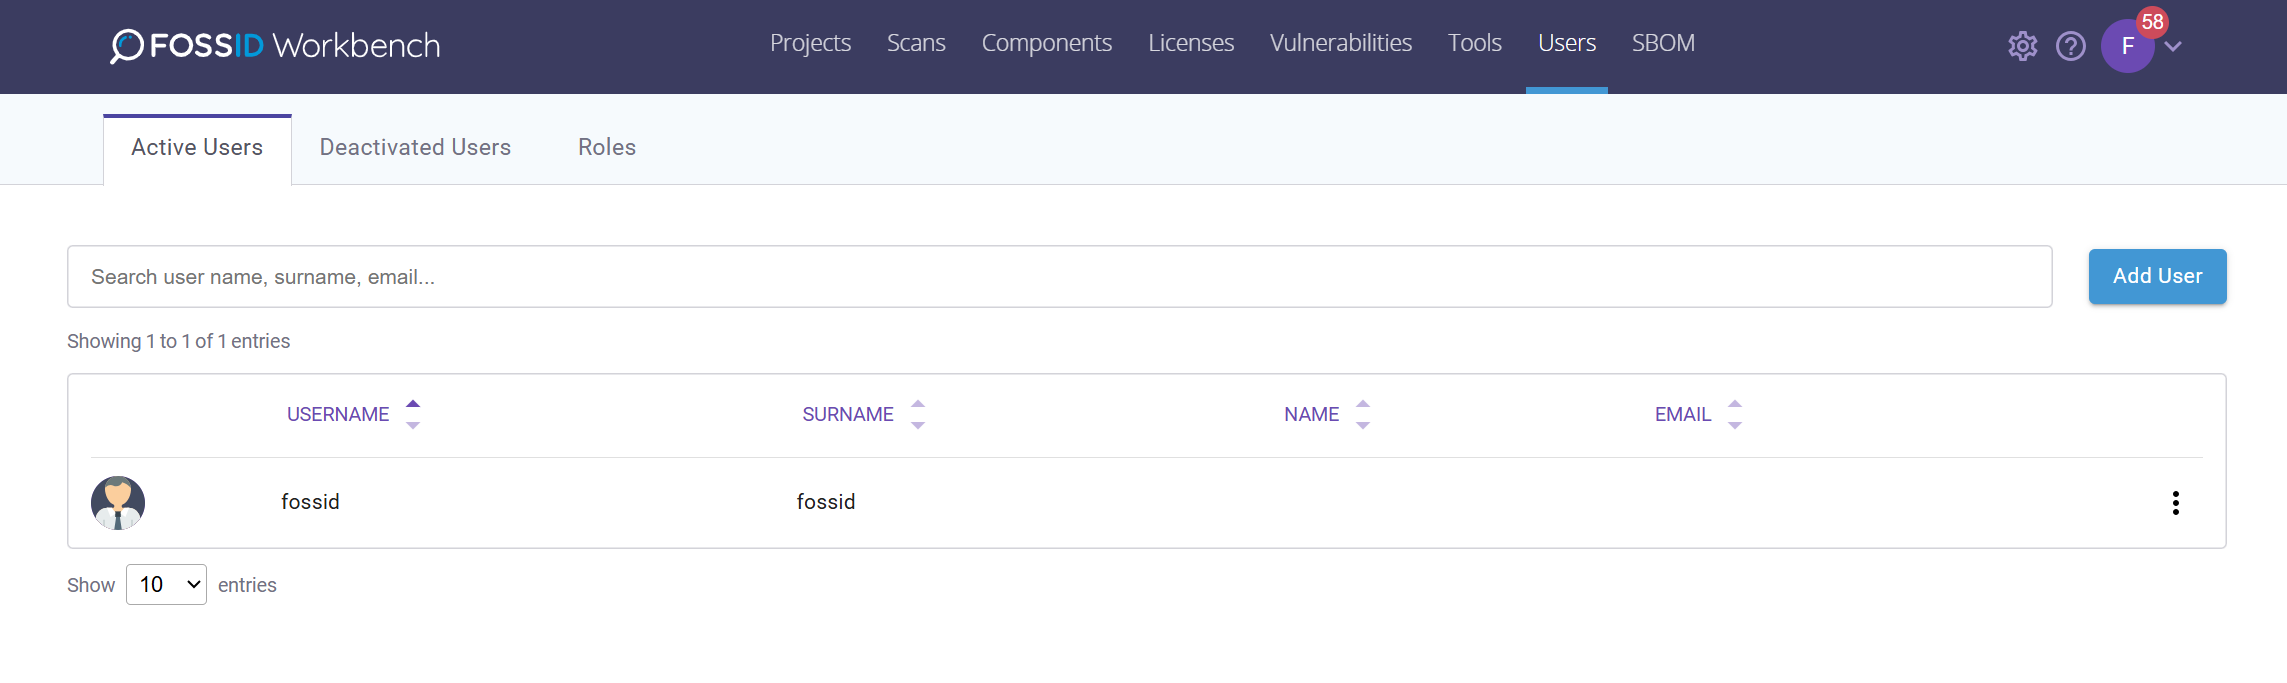 FOSSID Workbench Projects Scans Components Licenses Vulnerabilities Tools Users SBOM F 58
Active Users Deactivated Users Roles
Search user name, surname, email... Add User
Showing 1 to 1 of 1 entries
USERNAME SURNAME NAME EMAIL
fossid fossid
Show 10 entries